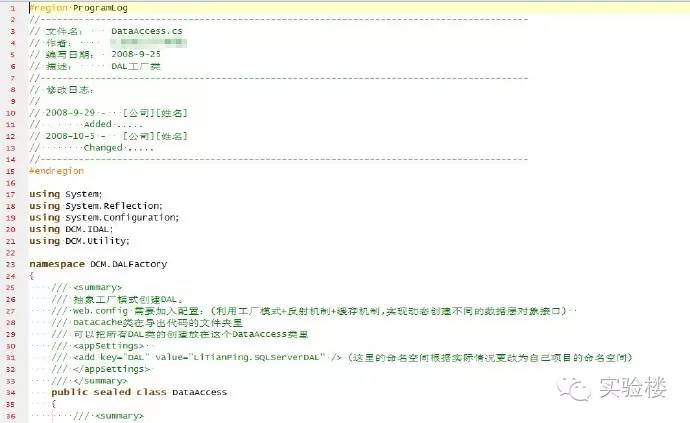 1 #region ProgramLog
2 //------------------------------------------------------------------------------------
3 // 文件名： DataAccess.cs
4 // 作者：
5 // 编写日期： 2008-9-25
6 // 描述： DAL工厂类
7 //------------------------------------------------------------------------------------
8 // 修改日志：
9 //
10 // 2008-9-29 - [公司][姓名]
11 // Added .....
12 // 2008-10-5 - [公司][姓名]
13 // Changed .....
14 //------------------------------------------------------------------------------------
15 #endregion
16
17 using System;
18 using System.Reflection;
19 using System.Configuration;
20 using DCM.IDAL;
21 using DCM.Utility;
22
23 namespace DCM.DALFactory
24 {
25 /// <summary>
26 /// 抽象工厂模式创建DAL。
27 /// web.config 需要加入配置：(利用工厂模式+反射机制+缓存机制,实现动态创建不同的数据层对象接口)
28 /// DataCache类在导出代码的文件夹里
29 /// 可以把所有DAL类的创建放在这个DataAccess类里
30 /// <appSettings>
31 /// <add key="DAL" value="LiTianPing.SQLServerDAL" /> (这里的命名空间根据实际情况更改为自己项目的命名空间)
32 /// </appSettings>
33 /// </summary>
34 public sealed class DataAccess
35 {
36 /// <summary>
实验楼